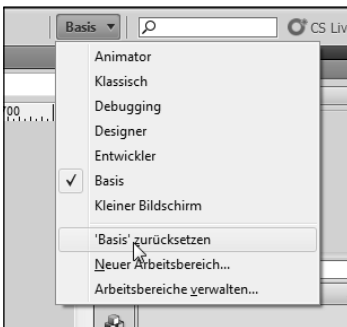 Basis
CS Liv
700
Animator
Klassisch
Debugging
Designer
Entwickler
Basis
Kleiner Bildschirm
'Basis' zurücksetzen
Neuer Arbeitsbereich...
Arbeitsbereiche verwalten...